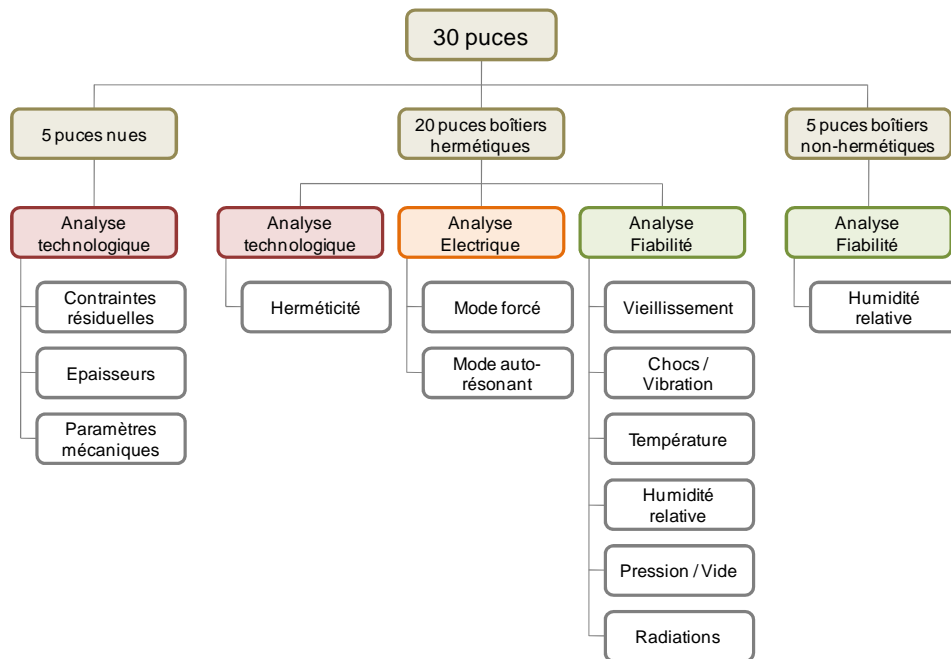 30 puces
5 puces nues
20 puces boîtiers
hermétiques
5 puces boîtiers
non-hermétiques
Analyse
technologique
Analyse
technologique
Analyse
Electrique
Analyse
Fiabilité
Analyse
Fiabilité
Contraintes
résiduelles
Epaisseurs
Paramètres
mécaniques
Herméticité
Mode forcé
Mode auto-
résonant
Vieillissement
Chocs /
Vibration
Température
Humidité
relative
Pression / Vide
Radiations
Humidité
relative